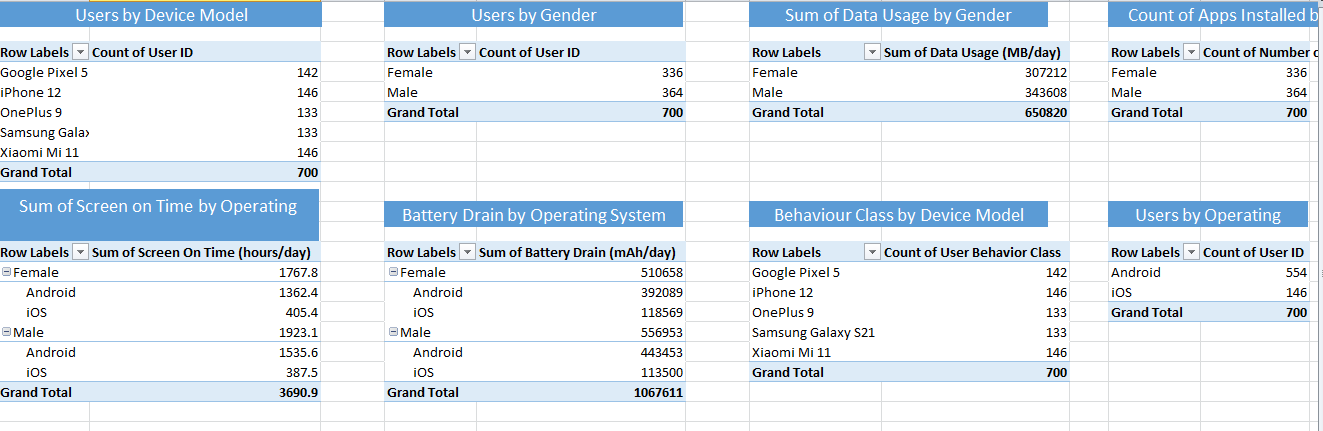 Users by Device Model
Row Labels Count of User ID
Google Pixel 5 142
iPhone 12 146
OnePlus 9 133
Samsung Galax 133
Xiaomi Mi 11 146
Grand Total 700
Users by Gender
Row Labels Count of User ID
Female 336
Male 364
Grand Total 700
Sum of Data Usage by Gender
Row Labels Sum of Data Usage (MB/day)
Female 307212
Male 343608
Grand Total 650820
Count of Apps Installed b
Row Labels Count of Number o
Female 336
Male 364
Grand Total 700
Sum of Screen on Time by Operating
Row Labels Sum of Screen On Time (hours/day)
Female 1767.8
Android 1362.4
iOS 405.4
Male 1923.1
Android 1535.6
iOS 387.5
Grand Total 3690.9
Battery Drain by Operating System
Row Labels Sum of Battery Drain (mAh/day)
Female 510658
Android 392089
iOS 118569
Male 556953
Android 443453
iOS 113500
Grand Total 1067611
Behaviour Class by Device Model
Row Labels Count of User Behavior Class
Google Pixel 5 142
iPhone 12 146
OnePlus 9 133
Samsung Galaxy S21 133
Xiaomi Mi 11 146
Grand Total 700
Users by Operating
Row Labels Count of User ID
Android 554
iOS 146
Grand Total 700